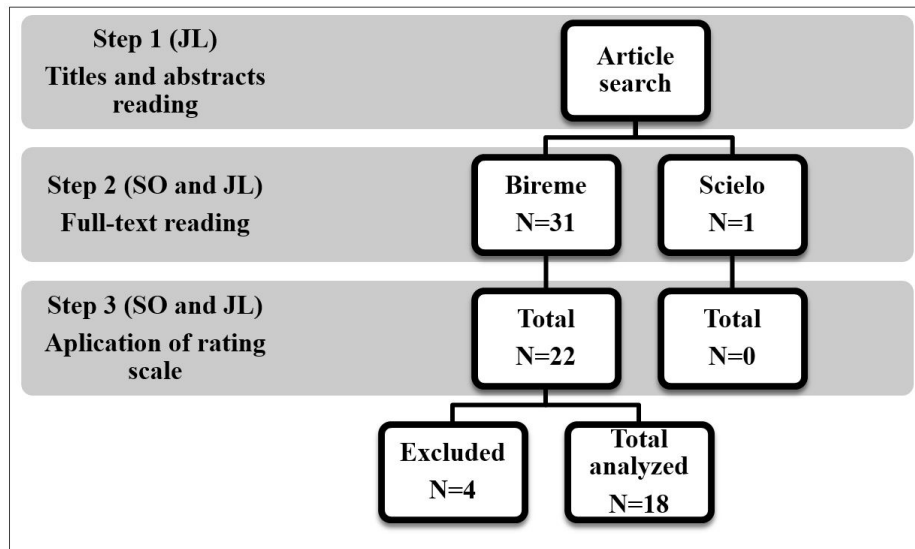 Step 1 (JL)
Titles and abstracts
reading
Article
search
Step 2 (SO and JL)
Full-text reading
Bireme
N=31
Scielo
N=1
Step 3 (SO and JL)
Aplication of rating
scale
Total
N=22
Total
N=0
Excluded
N=4
Total
analyzed
N=18